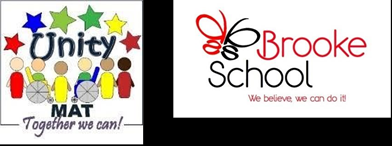 Unity
MAT
Together we can!
Brooke
School
We believe, we can do it!